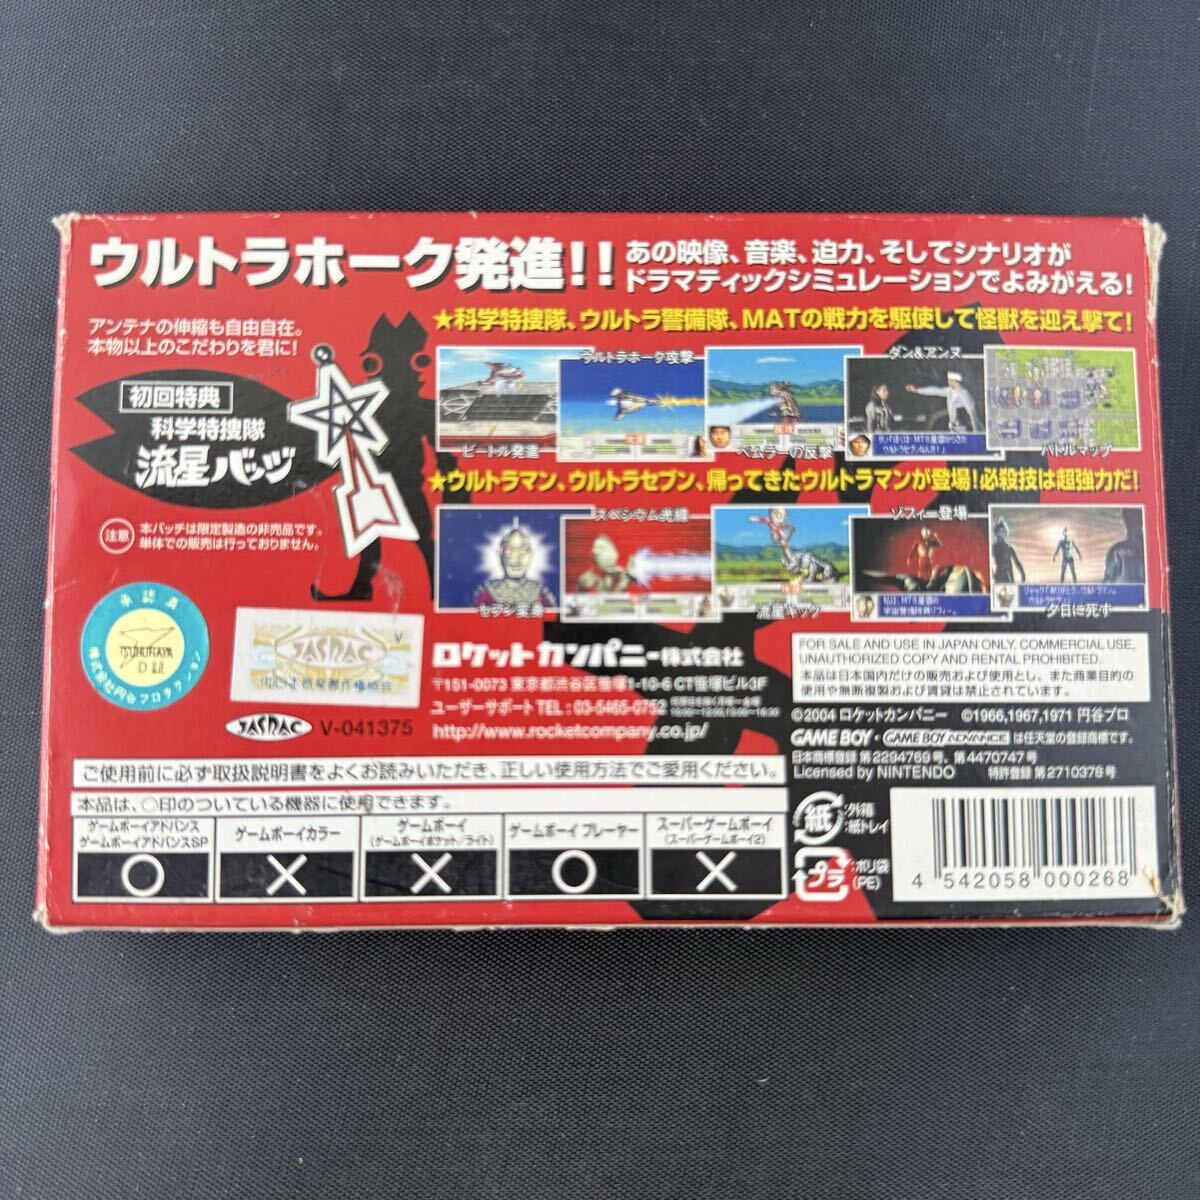 ウルトラホーク発進!!
あの映像、音楽、迫力、そしてシナリオが
ドラマティックシミュレーションでよみがえる!
アンテナの伸縮も自由自在。
本物以上のこだわりを君に!
初回特典
科学特捜隊
流星バッジ
注意
本バッチは限定製造の非売品です。
単体での販売は行っておりません。
★科学特捜隊、ウルトラ警備隊、MATの戦力を駆使して怪獣を迎え撃て!
ビートル発進
ウルトラホーク攻撃
ベムラーの反撃
ダン&アンヌ
バトルマップ
★ウルトラマン、ウルトラセブン、帰ってきたウルトラマンが登場!必殺技は超強力だ!
セブン変身
スペシウム光線
流星キック
ゾフィー登場
夕日に死す
承認書
TSUBURAYA
株式会社円谷プロダクション
JASRAC
JASRAC V-041375
ロケットカンパニー株式会社
〒151-0073 東京都渋谷区笹塚1-10-6 CT笹塚ビル3F
ユーザーサポート TEL : 03-5465-0752
http://www.rocketcompany.co.jp/
FOR SALE AND USE IN JAPAN ONLY. COMMERCIAL USE,
UNAUTHORIZED COPY AND RENTAL PROHIBITED.
本品は日本国内だけの販売および使用とし、また商業目的の
使用や無断複製および賃貸は禁止されています。
©2004 ロケットカンパニー ©1966,1967,1971 円谷プロ
GAME BOY・GAME BOY ADVANCE は任天堂の登録商標です。
日本商標登録 第2294769号、第4470747号
Licensed by NINTENDO 特許登録 第2710378号
ご使用前に必ず取扱説明書をよくお読みいただき、正しい使用方法でご愛用ください。
本品は、○印のついている機器に使用できます。
ゲームボーイアドバンス
ゲームボーイアドバンスSP
○
ゲームボーイカラー
×
ゲームボーイ
(ゲームボーイポケット/ライト)
×
ゲームボーイ プレーヤー
○
スーパーゲームボーイ
(スーパーゲームボーイ2)
×
紙
:外箱
:紙トレイ
プラ
:ポリ袋
(PE)
4 542058 000268